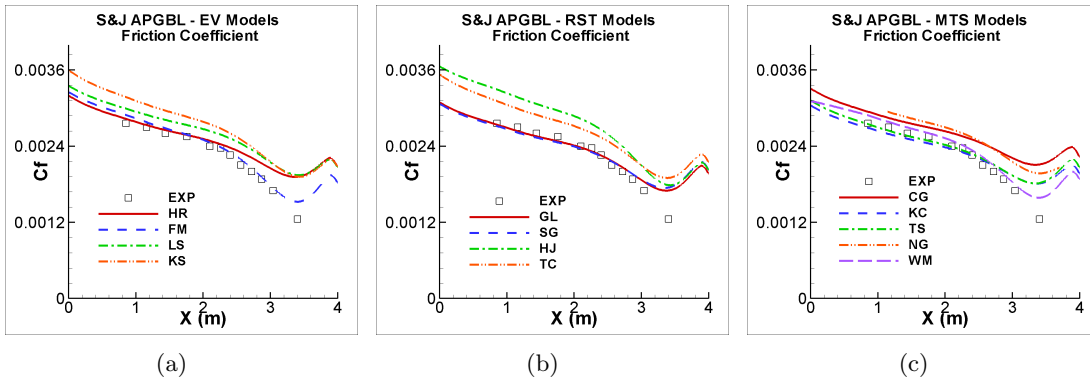 S&J APGBL - EV Models
Friction Coefficient
0.0036
0.0024
0.0012
0
Cf
EXP
HR
FM
LS
KS
0 1 2 3 4
X (m)
(a)
S&J APGBL - RST Models
Friction Coefficient
0.0036
0.0024
0.0012
0
Cf
EXP
GL
SG
HJ
TC
0 1 2 3 4
X (m)
(b)
S&J APGBL - MTS Models
Friction Coefficient
0.0036
0.0024
0.0012
0
Cf
EXP
CG
KC
TS
NG
WM
0 1 2 3 4
X (m)
(c)